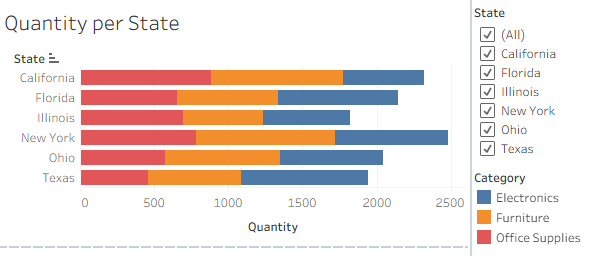 Quantity per State
State
California
Florida
Illinois
New York
Ohio
Texas
0 500 1000 1500 2000 2500
Quantity
State
(All)
California
Florida
Illinois
New York
Ohio
Texas
Category
Electronics
Furniture
Office Supplies